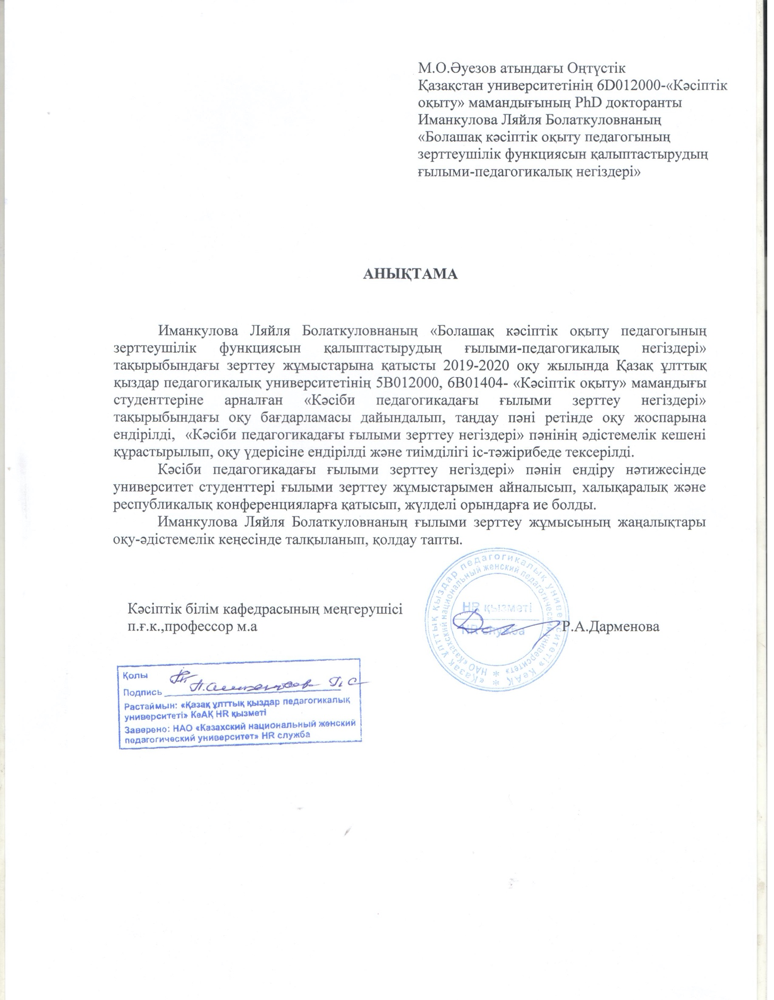 М.О.Әуезов атындағы Оңтүстік
Қазақстан университетінің 6D012000-«Кәсіптік
оқыту» мамандығының PhD докторанты
Иманкулова Ляйля Болаткуловнаның
«Болашақ кәсіптік оқыту педагогының
зерттеушілік функциясын қалыптастырудың
ғылыми-педагогикалық негіздері»
АНЫҚТАМА
Иманкулова Ляйля Болаткуловнаның «Болашақ кәсіптік оқыту педагогының
зерттеушілік функциясын қалыптастырудың ғылыми-педагогикалық негіздері»
тақырыбындағы зерттеу жұмыстарына қатысты 2019-2020 оқу жылында Қазақ ұлттық
қыздар педагогикалық университетінің 5В012000, 6В01404- «Кәсіптік оқыту» мамандығы
студенттеріне арналған «Кәсіби педагогикадағы ғылыми зерттеу негіздері»
тақырыбындағы оқу бағдарламасы дайындалып, таңдау пәні ретінде оқу жоспарына
ендірілді, «Кәсіби педагогикадағы ғылыми зерттеу негіздері» пәнінің әдістемелік кешені
құрастырылып, оқу үдерісіне ендірілді және тиімділігі іс-тәжірибеде тексерілді.
Кәсіби педагогикадағы ғылыми зерттеу негіздері» пәнін ендіру нәтижесінде
университет студенттері ғылыми зерттеу жұмыстарымен айналысып, халықаралық және
республикалық конференцияларға қатысып, жүлделі орындарға ие болды.
Иманкулова Ляйля Болаткуловнаның ғылыми зерттеу жұмысының жаңалықтары
оқу-әдістемелік кеңесінде талқыланып, қолдау тапты.
«Қазақ ұлттық қыздар педагогикалық университеті» КеАҚ
НАО «Казахский национальный женский педагогический университет»
HR қызметі
HR служба
Кәсіптік білім кафедрасының меңгерушісі
п.ғ.к.,профессор м.а Р.А.Дарменова
Қолы
Подпись
Растаймын: «Қазақ ұлттық қыздар педагогикалық
университеті» КеАҚ HR қызметі
Заверено: НАО «Казахский национальный женский
педагогический университет» HR служба